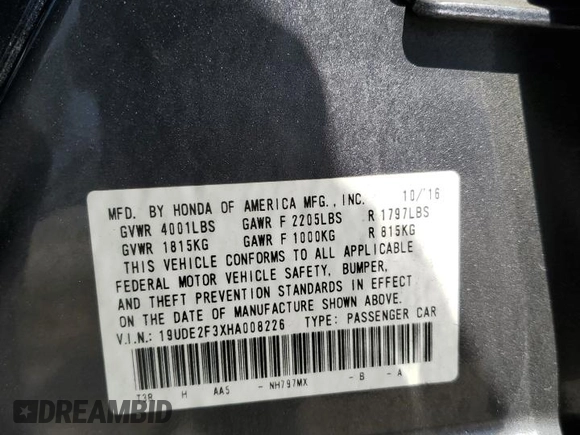 MFD. BY HONDA OF AMERICA MFG., INC. 10/16
GVWR 4001LBS GAWR F 2205LBS R 1797LBS
GVWR 1815KG GAWR F 1000KG R 815KG
THIS VEHICLE CONFORMS TO ALL APPLICABLE
FEDERAL MOTOR VEHICLE SAFETY, BUMPER,
AND THEFT PREVENTION STANDARDS IN EFFECT
ON THE DATE OF MANUFACTURE SHOWN ABOVE.
V.I.N.: 19UDE2F3XHA008226 TYPE: PASSENGER CAR
T3R H AA5 - NH797MX - B - A
DREAMBID